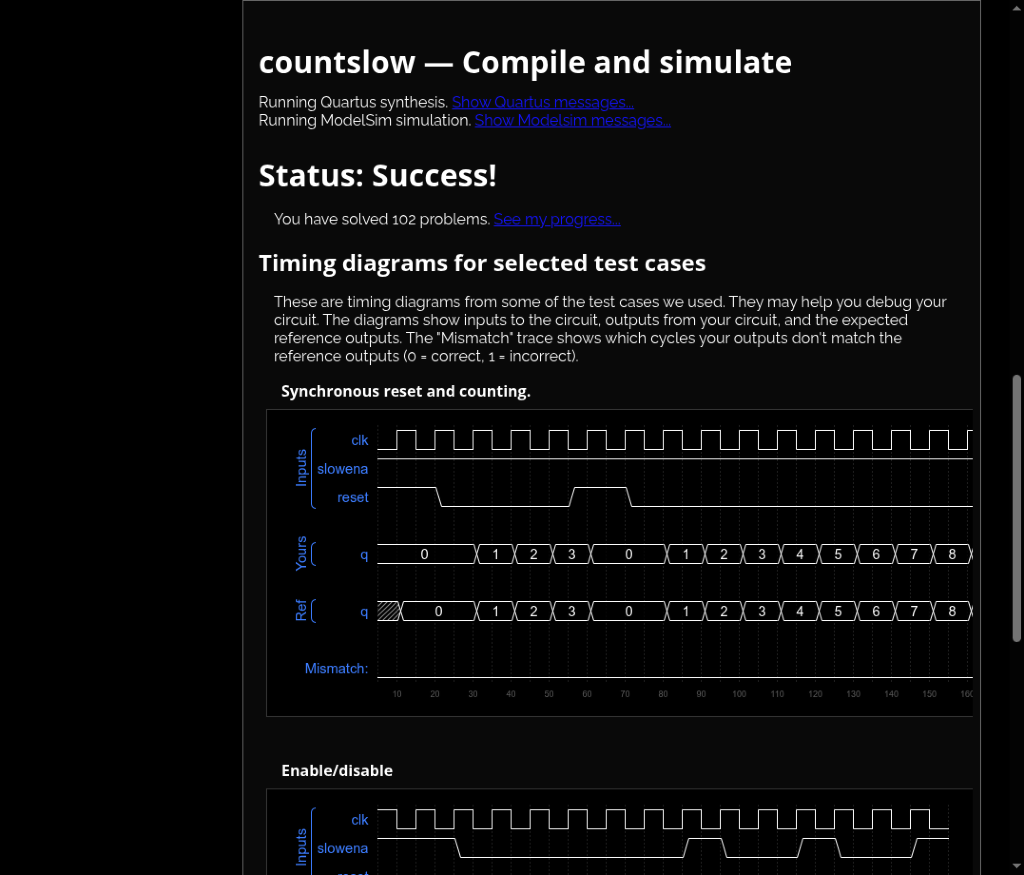 countslow — Compile and simulate
Running Quartus synthesis. Show Quartus messages...
Running ModelSim simulation. Show Modelsim messages...
Status: Success!
You have solved 102 problems. See my progress...
Timing diagrams for selected test cases
These are timing diagrams from some of the test cases we used. They may help you debug your
circuit. The diagrams show inputs to the circuit, outputs from your circuit, and the expected
reference outputs. The "Mismatch" trace shows which cycles your outputs don't match the
reference outputs (0 = correct, 1 = incorrect).
Synchronous reset and counting.
Inputs
clk
slowena
reset
Yours
q 0 1 2 3 0 1 2 3 4 5 6 7 8
Ref
q 0 1 2 3 0 1 2 3 4 5 6 7 8
Mismatch:
10 20 30 40 50 60 70 80 90 100 110 120 130 140 150 160
Enable/disable
Inputs
clk
slowena